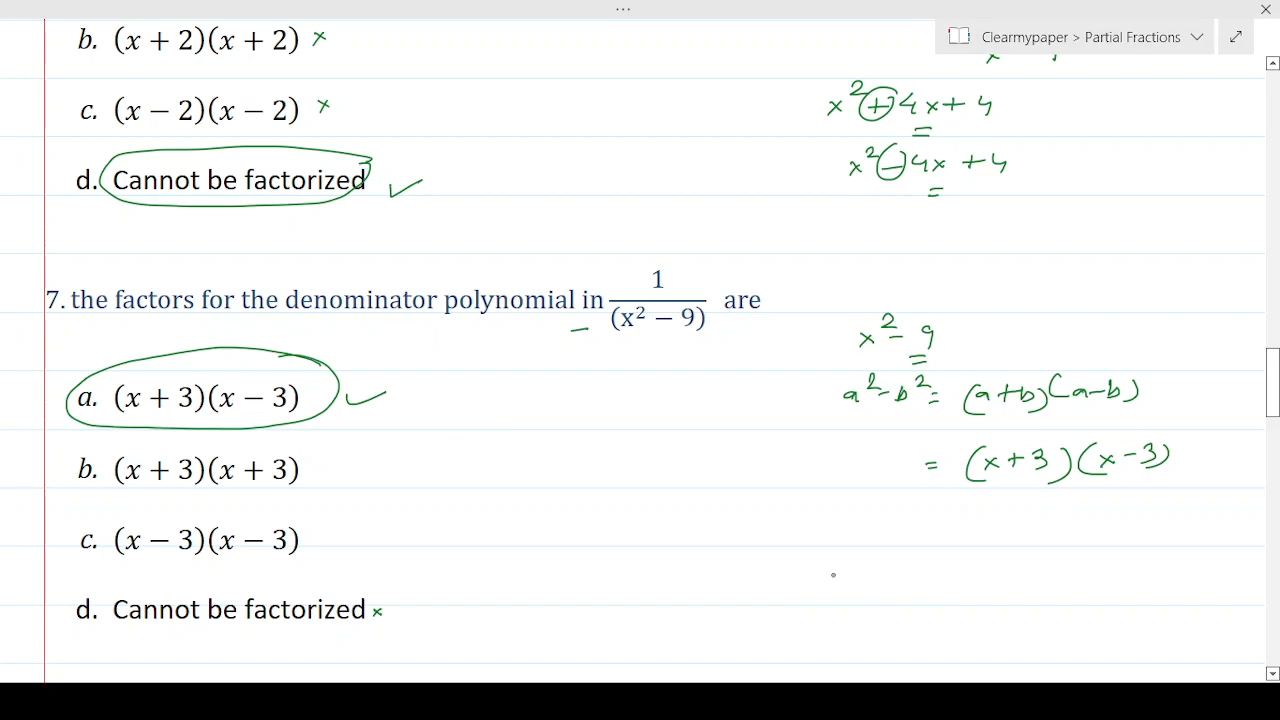 Clearmypaper > Partial Fractions
b. (x + 2)(x + 2) ×
c. (x − 2)(x − 2) ×
x² + 4x + 4
=
d. Cannot be factorized ✓
x² − 4x + 4
=
7. the factors for the denominator polynomial in 1/(x² − 9) are
x² − 9
=
a. (x + 3)(x − 3) ✓
a² − b² = (a + b)(a − b)
b. (x + 3)(x + 3)
= (x + 3)(x − 3)
c. (x − 3)(x − 3)
d. Cannot be factorized ×